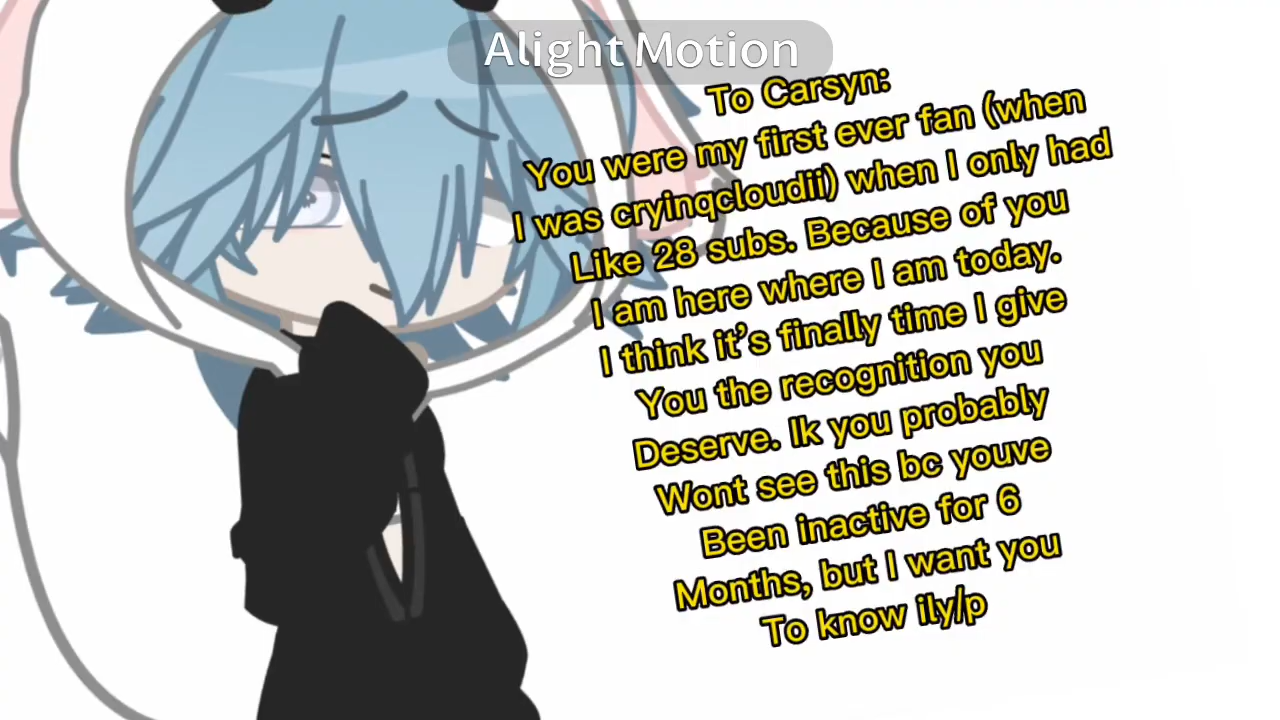 Alight Motion
To Carsyn:
You were my first ever fan (when
I was cryinqcloudii) when I only had
Like 28 subs. Because of you
I am here where I am today.
I think it’s finally time I give
You the recognition you
Deserve. Ik you probably
Wont see this bc youve
Been inactive for 6
Months, but I want you
To know ily/p